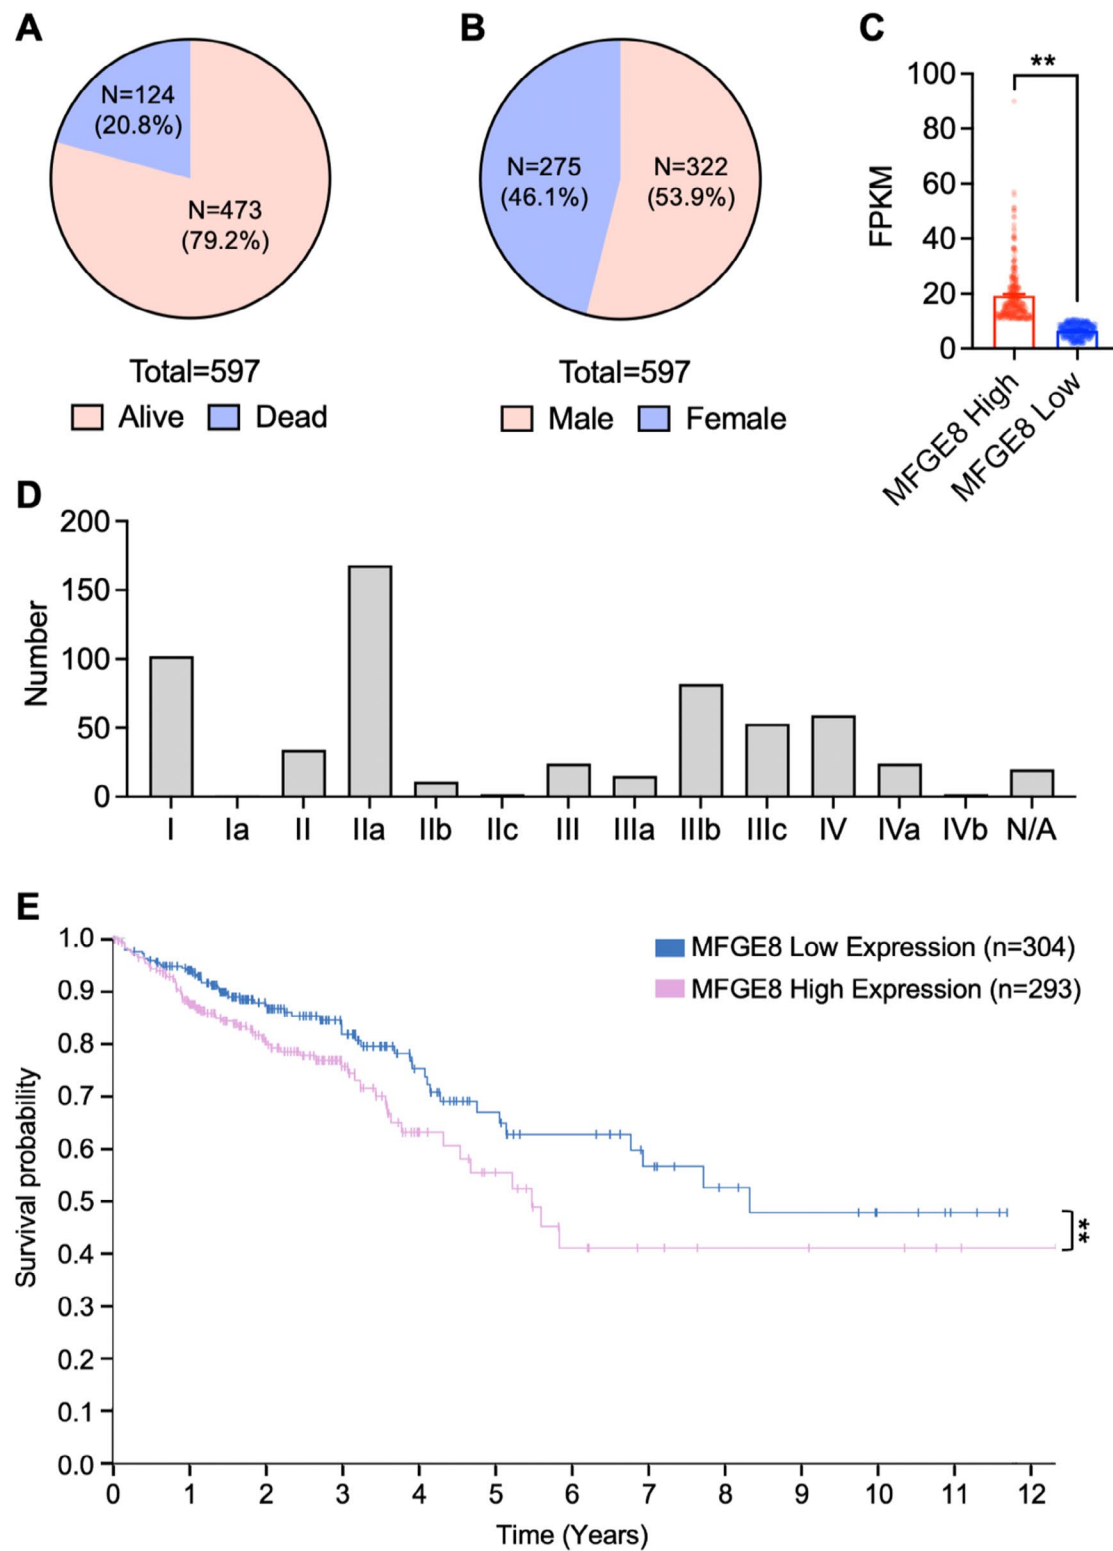 A
N=124
(20.8%)
N=473
(79.2%)
Total=597
Alive
Dead
B
N=275
(46.1%)
N=322
(53.9%)
Total=597
Male
Female
C
**
100
80
60
40
20
0
FPKM
MFGE8 High
MFGE8 Low
D
200
150
100
50
0
Number
I Ia II IIa IIb IIc III IIIa IIIb IIIc IV IVa IVb N/A
E
MFGE8 Low Expression (n=304)
MFGE8 High Expression (n=293)
1.0
0.9
0.8
0.7
0.6
0.5
0.4
0.3
0.2
0.1
0.0
Survival probability
**
0 1 2 3 4 5 6 7 8 9 10 11 12
Time (Years)